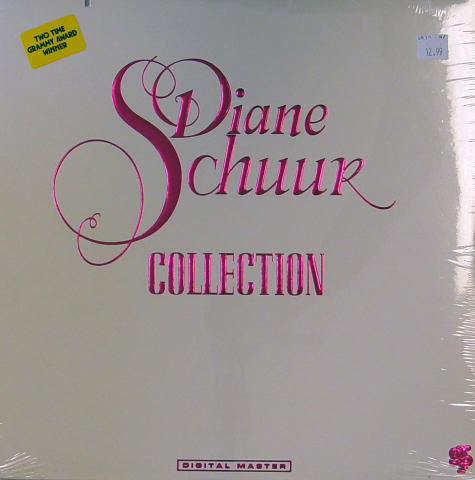 TWO TIME
GRAMMY AWARD
WINNER
12.99
Diane
Schuur
COLLECTION
DIGITAL MASTER